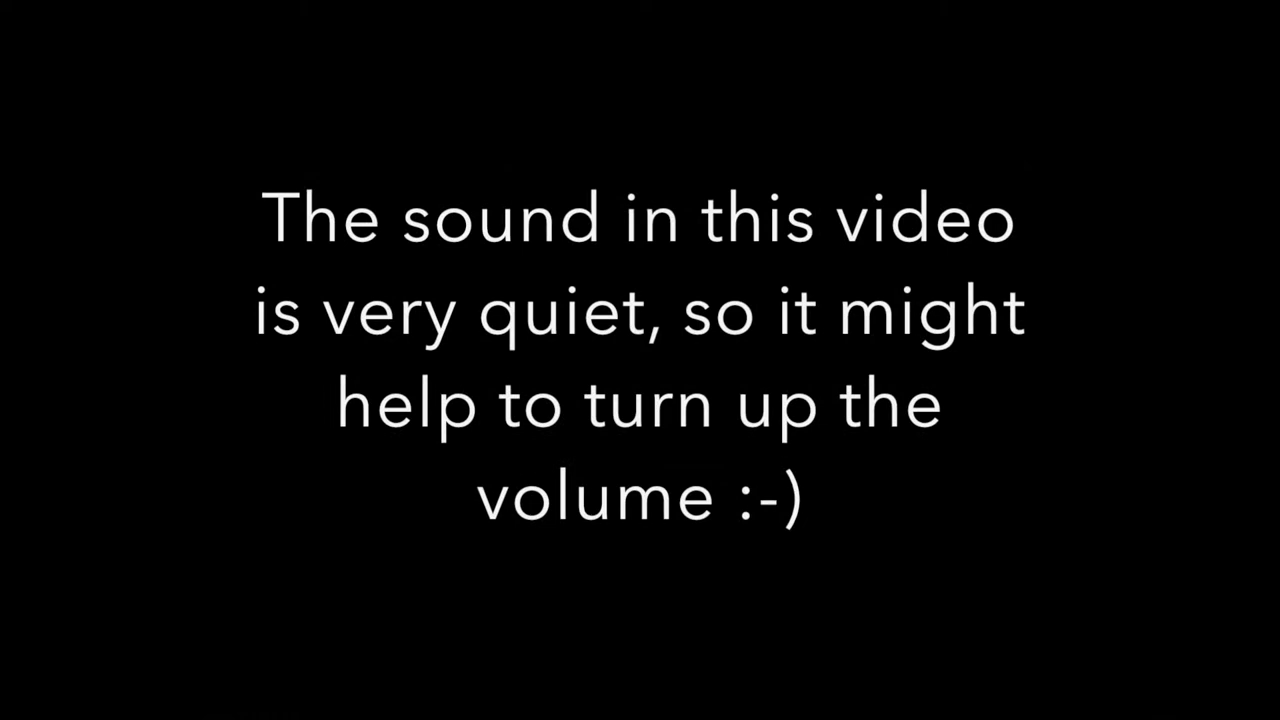 The sound in this video
is very quiet, so it might
help to turn up the
volume :-)